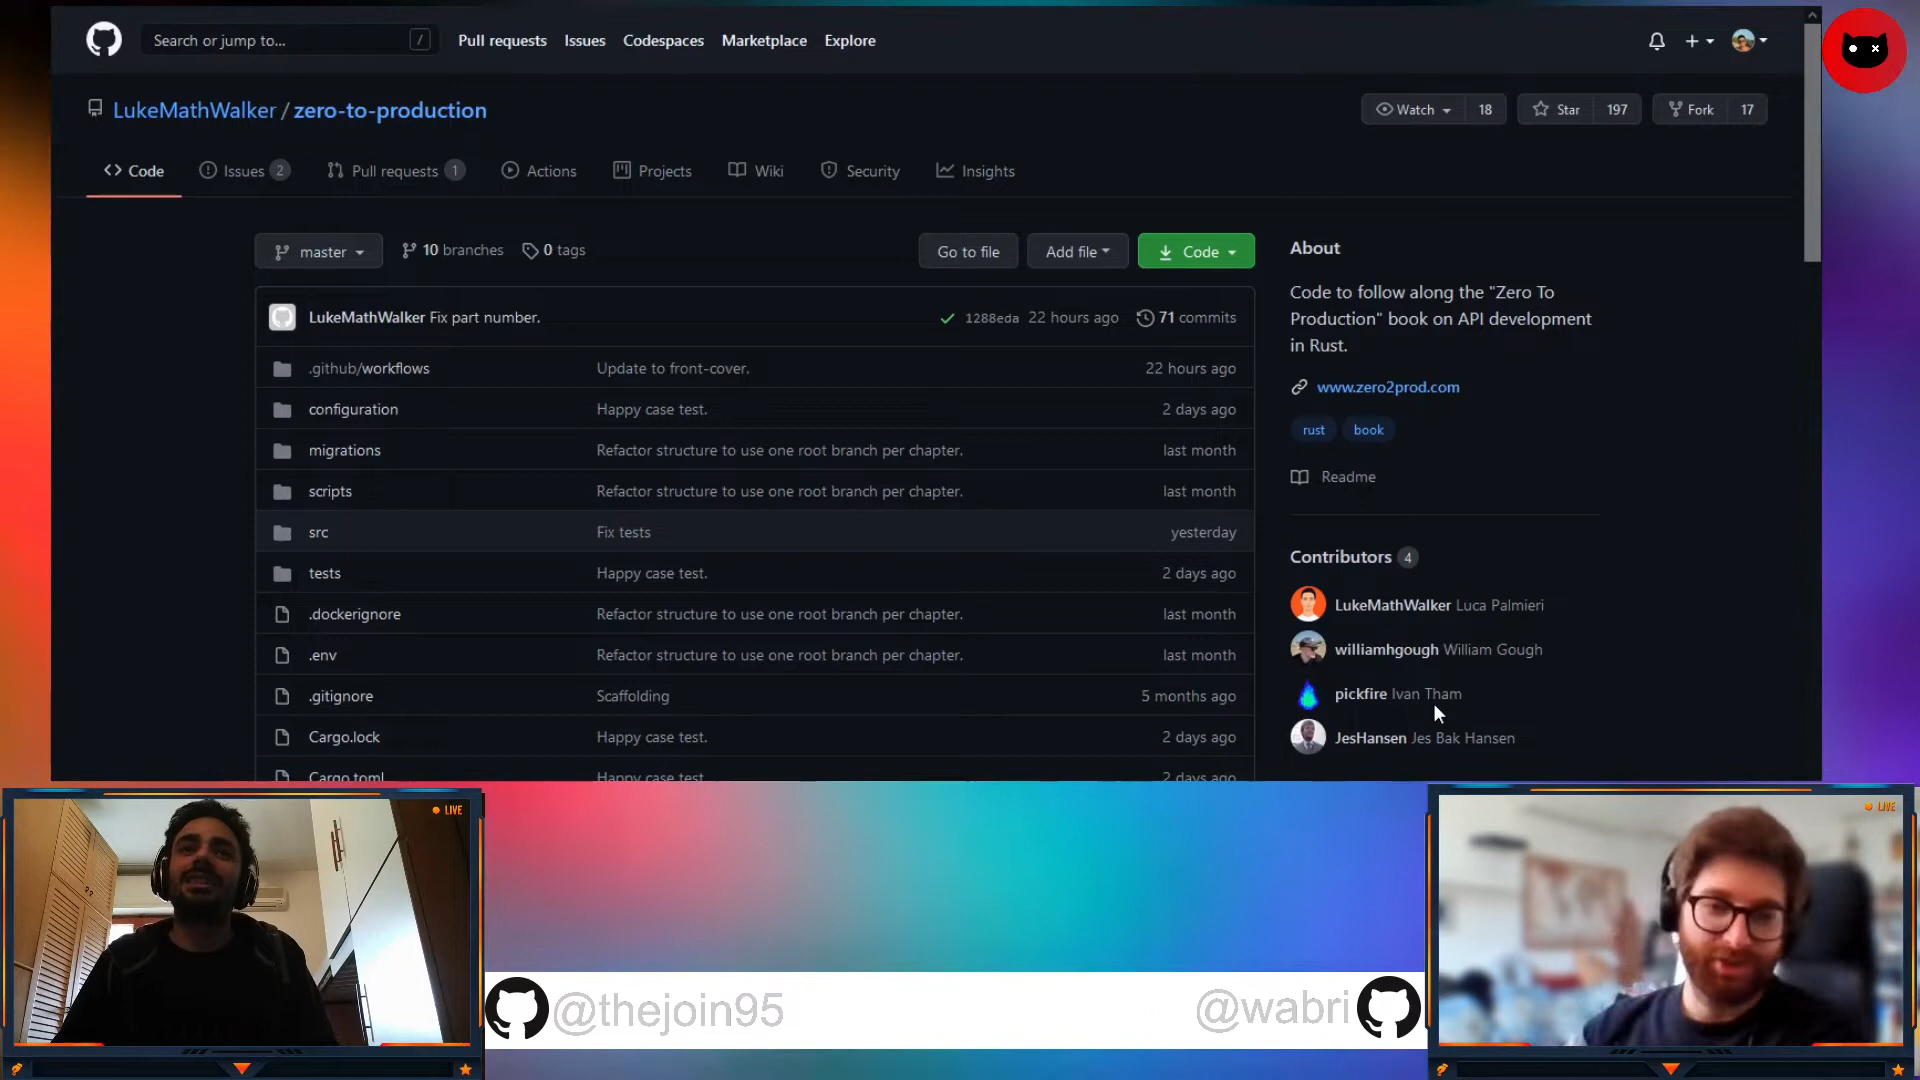 Search or jump to... /
Pull requests Issues Codespaces Marketplace Explore
LukeMathWalker / zero-to-production
Watch 18 Star 197 Fork 17
Code Issues 2 Pull requests 1 Actions Projects Wiki Security Insights
master 10 branches 0 tags Go to file Add file Code
LukeMathWalker Fix part number. 1288eda 22 hours ago 71 commits
.github/workflows Update to front-cover. 22 hours ago
configuration Happy case test. 2 days ago
migrations Refactor structure to use one root branch per chapter. last month
scripts Refactor structure to use one root branch per chapter. last month
src Fix tests yesterday
tests Happy case test. 2 days ago
.dockerignore Refactor structure to use one root branch per chapter. last month
.env Refactor structure to use one root branch per chapter. last month
.gitignore Scaffolding 5 months ago
Cargo.lock Happy case test. 2 days ago
Cargo.toml Happy case test. 2 days ago
About
Code to follow along the "Zero To
Production" book on API development
in Rust.
www.zero2prod.com
rust book
Readme
Contributors 4
LukeMathWalker Luca Palmieri
williamhgough William Gough
pickfire Ivan Tham
JesHansen Jes Bak Hansen
LIVE
LIVE
@thejoin95
@wabri